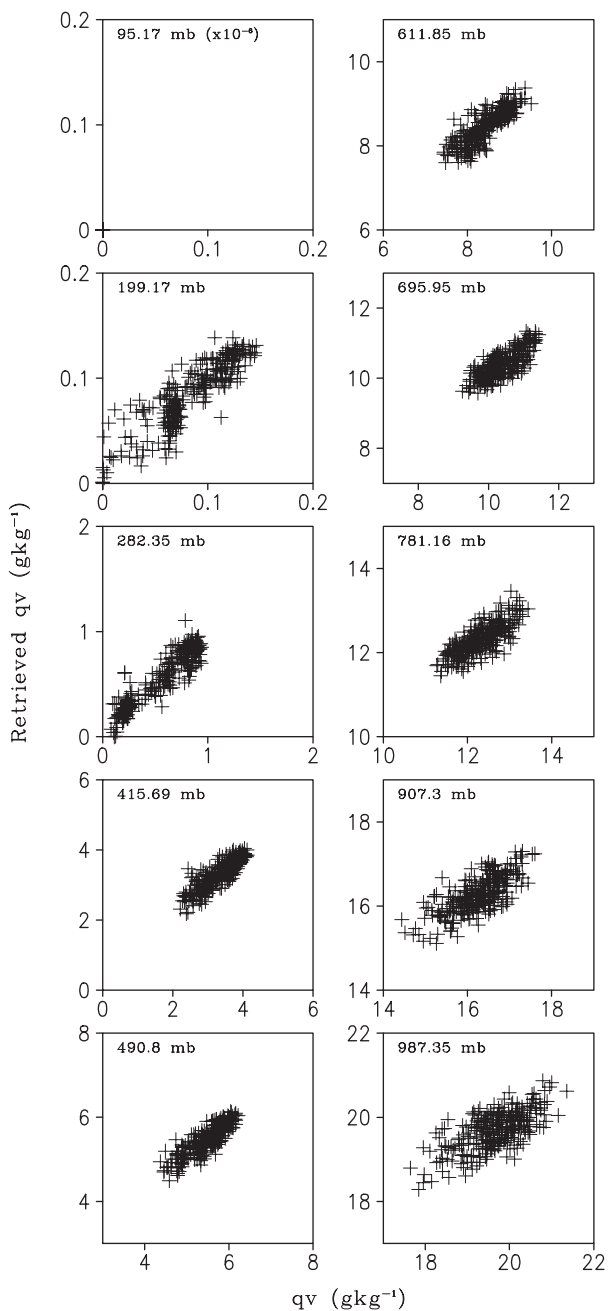 0.2
95.17 mb (x10⁻⁶)
0.1
0
0 0.1 0.2
10
611.85 mb
8
6
6 8 10
0.2
199.17 mb
0.1
0
0 0.1 0.2
12
695.95 mb
10
8
8 10 12
2
282.35 mb
1
0
0 1 2
14
781.16 mb
12
10
10 12 14
6
415.69 mb
4
2
0
0 2 4 6
18
907.3 mb
16
14
14 16 18
8
490.8 mb
6
4
4 6 8
22
987.35 mb
20
18
18 20 22
Retrieved qv (gkg⁻¹)
qv (gkg⁻¹)